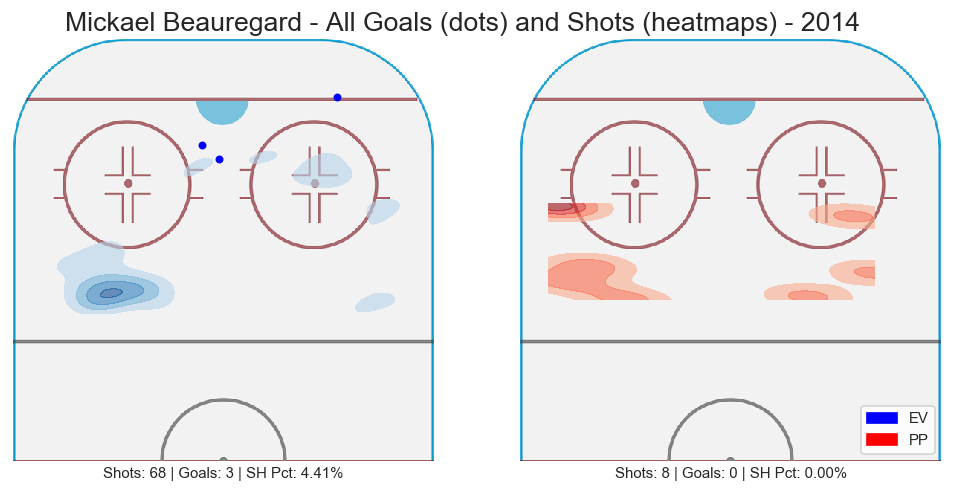 Mickael Beauregard - All Goals (dots) and Shots (heatmaps) - 2014
EV
PP
Shots: 68 | Goals: 3 | SH Pct: 4.41%
Shots: 8 | Goals: 0 | SH Pct: 0.00%